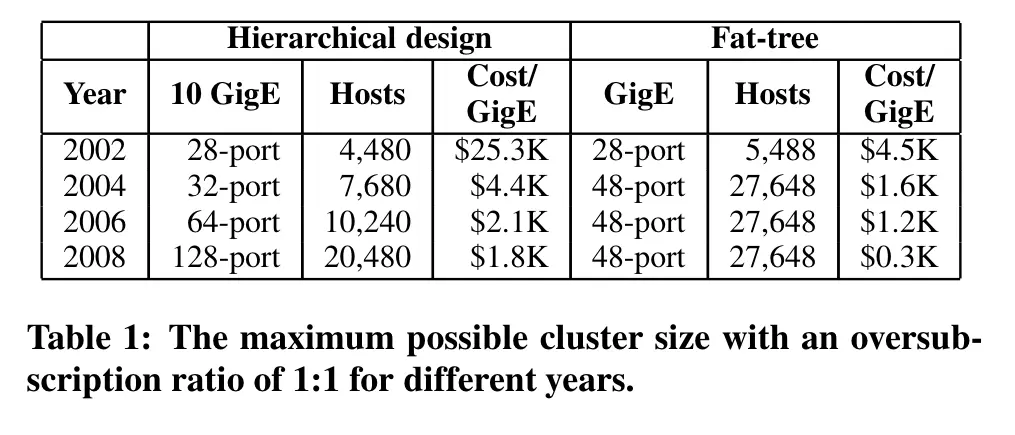 Hierarchical design Fat-tree
Year 10 GigE Hosts Cost/ GigE GigE Hosts Cost/ GigE
2002 28-port 4,480 $25.3K 28-port 5,488 $4.5K
2004 32-port 7,680 $4.4K 48-port 27,648 $1.6K
2006 64-port 10,240 $2.1K 48-port 27,648 $1.2K
2008 128-port 20,480 $1.8K 48-port 27,648 $0.3K
Table 1: The maximum possible cluster size with an oversub-
scription ratio of 1:1 for different years.